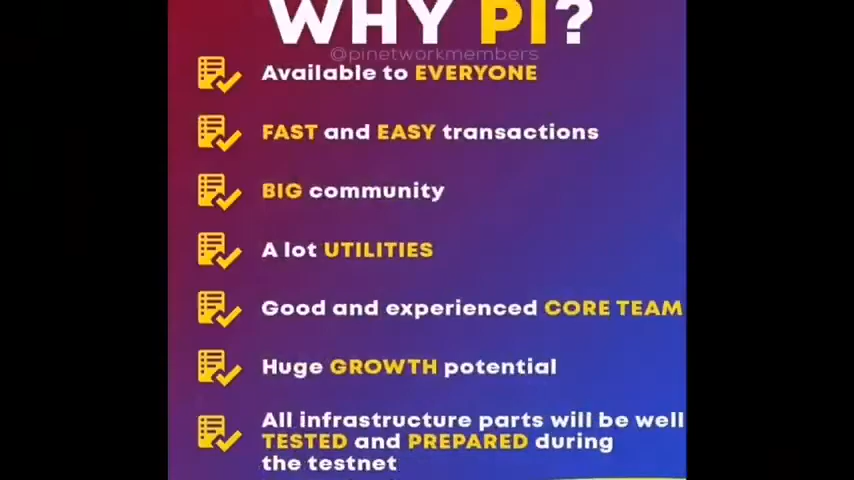 WHY PI?
@pinetworkmembers
Available to EVERYONE
FAST and EASY transactions
BIG community
A lot UTILITIES
Good and experienced CORE TEAM
Huge GROWTH potential
All infrastructure parts will be well
TESTED and PREPARED during
the testnet